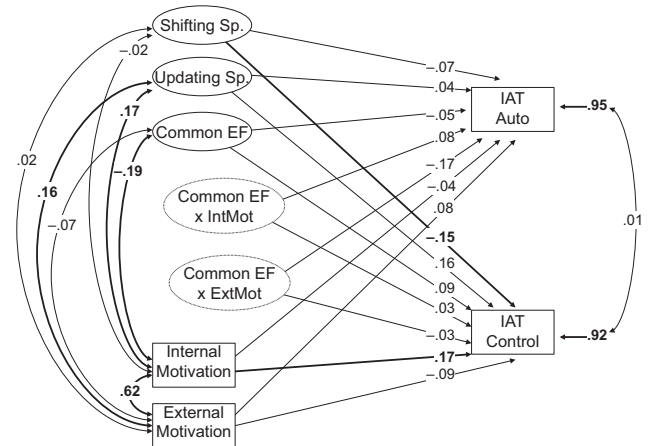 Shifting Sp.
–.02
–.07
Updating Sp.
.04
IAT
Auto
.95
.17
–.05
Common EF
.08
.02
–.19
–.17
.16
–.04
Common EF
x IntMot
.08
–.07
.01
–.15
.16
Common EF
x ExtMot
.09
.03
IAT
Control
.92
–.03
Internal
Motivation
.17
.62
–.09
External
Motivation